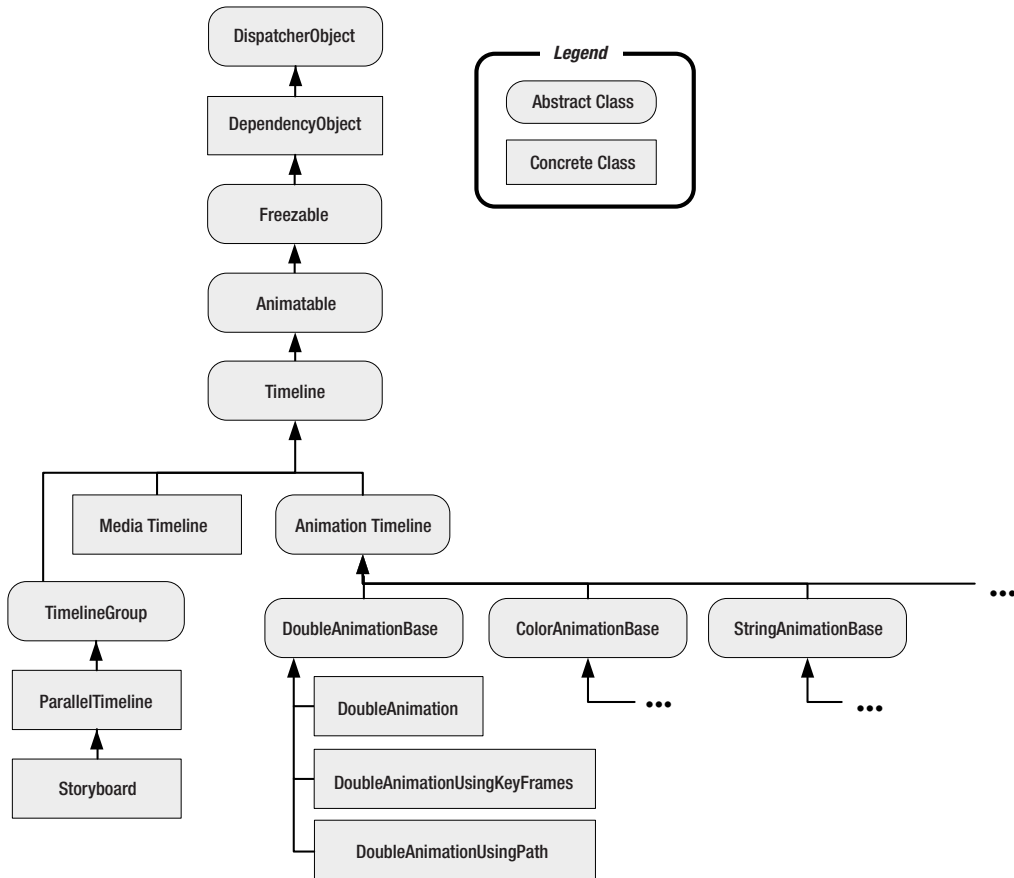 DispatcherObject
Legend
Abstract Class
DependencyObject
Concrete Class
Freezable
Animatable
Timeline
Media Timeline
Animation Timeline
•••
TimelineGroup
DoubleAnimationBase
ColorAnimationBase
StringAnimationBase
ParallelTimeline
DoubleAnimation
•••
•••
Storyboard
DoubleAnimationUsingKeyFrames
DoubleAnimationUsingPath